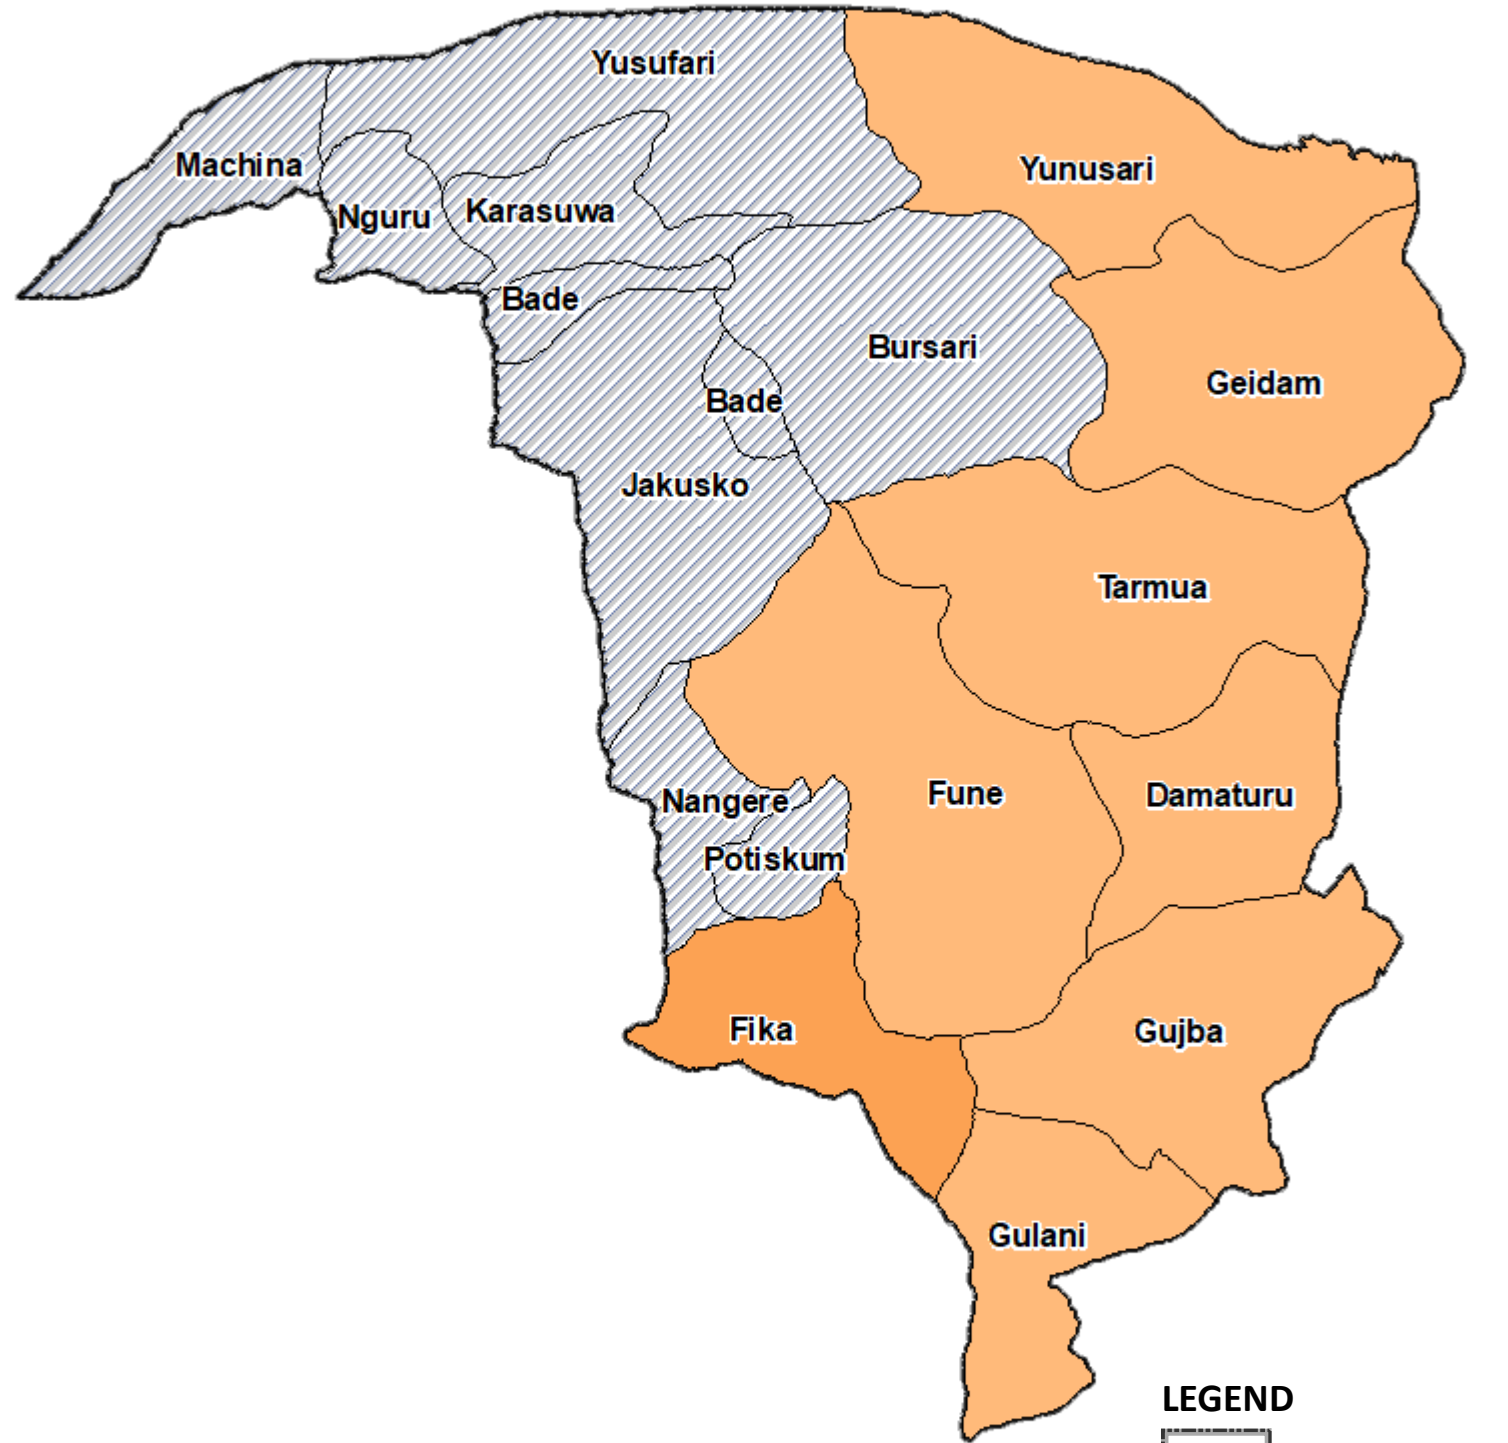 Yusufari
Machina
Yunusari
Nguru
Karasuwa
Bade
Bursari
Geidam
Bade
Jakusko
Tarmua
Nangere
Fune
Damaturu
Potiskum
Fika
Gujba
Gulani
LEGEND